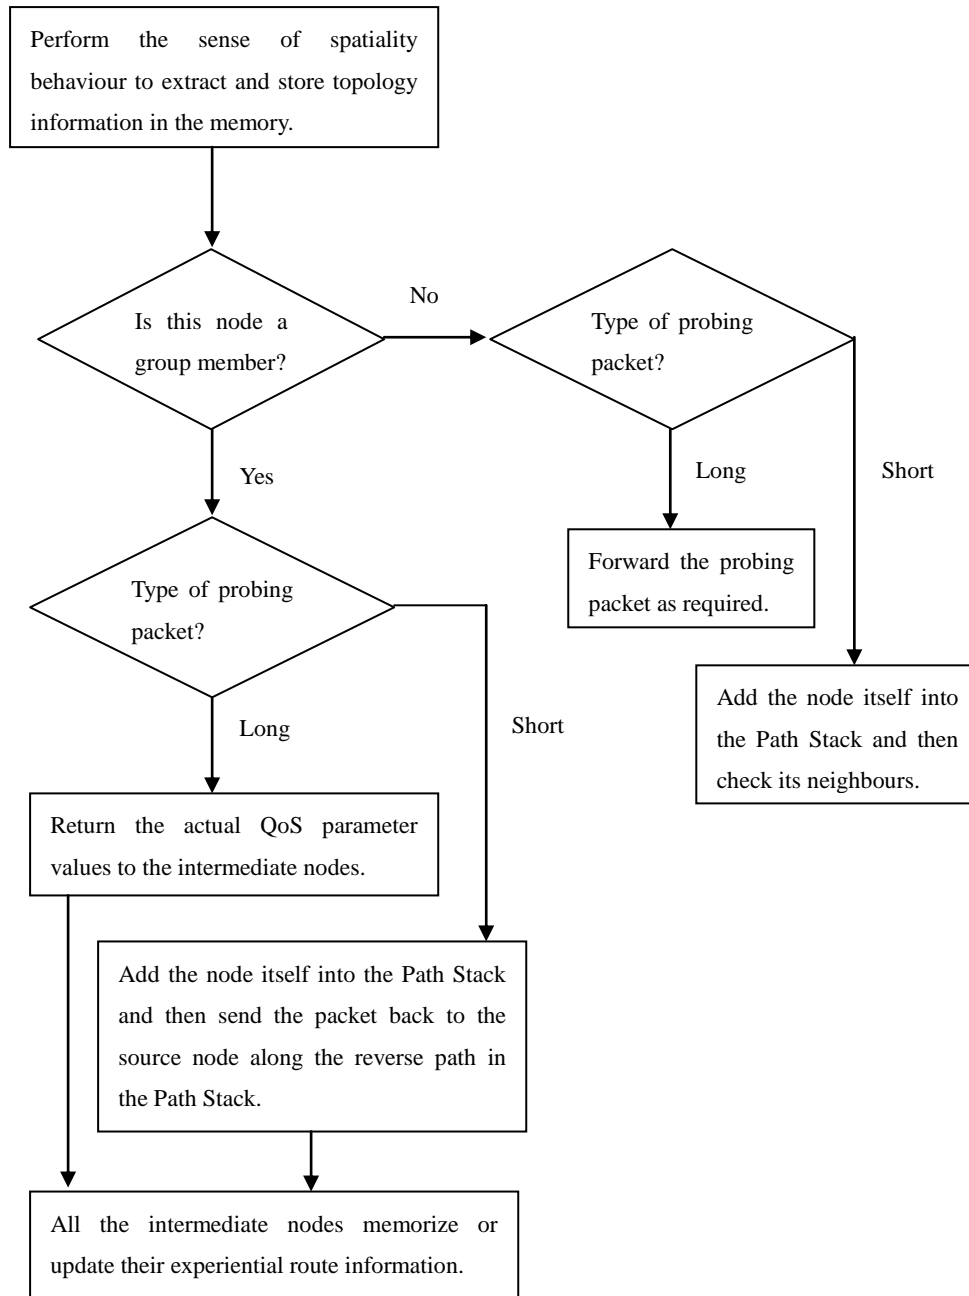 Perform the sense of spatiality
behaviour to extract and store topology
information in the memory.
No
Is this node a
group member?
Type of probing
packet?
Yes
Long
Short
Forward the probing
packet as required.
Type of probing
packet?
Add the node itself into
the Path Stack and then
check its neighbours.
Long
Short
Return the actual QoS parameter
values to the intermediate nodes.
Add the node itself into the Path Stack
and then send the packet back to the
source node along the reverse path in
the Path Stack.
All the intermediate nodes memorize or
update their experiential route information.